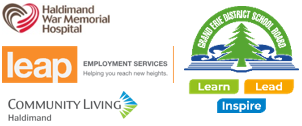 Haldimand
War Memorial
Hospital
leap
EMPLOYMENT SERVICES
Helping you reach new heights.
COMMUNITY LIVING
Haldimand
GRAND ERIE DISTRICT SCHOOL BOARD
Learn
Lead
Inspire